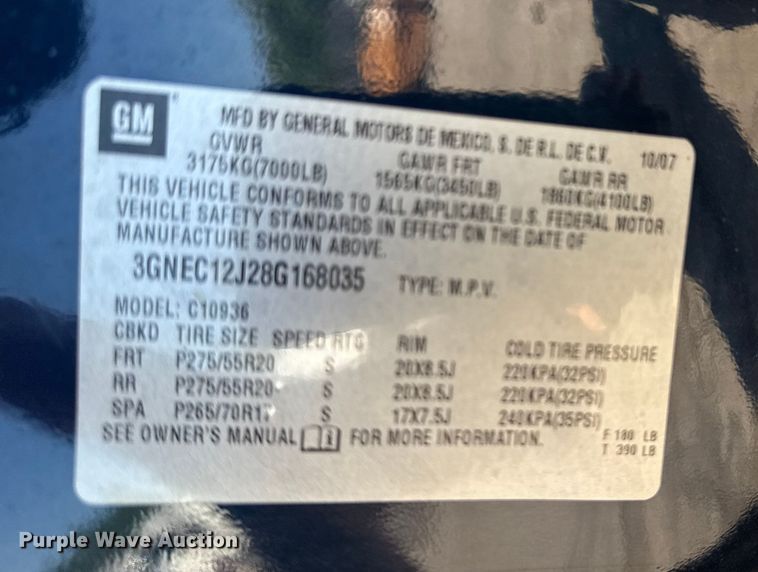 GM
MFD BY GENERAL MOTORS DE MEXICO, S. DE R.L. DE C.V. 10/07
GVWR GAWR FRT GAWR RR
3175KG(7000LB) 1565KG(3450LB) 1860KG(4100LB)
THIS VEHICLE CONFORMS TO ALL APPLICABLE U.S. FEDERAL MOTOR
VEHICLE SAFETY STANDARDS IN EFFECT ON THE DATE OF
MANUFACTURE SHOWN ABOVE.
3GNEC12J28G168035 TYPE: M.P.V.
MODEL: C10936
CBKD TIRE SIZE SPEED RTG RIM COLD TIRE PRESSURE
FRT P275/55R20 S 20X8.5J 220KPA(32PSI)
RR P275/55R20 S 20X8.5J 220KPA(32PSI)
SPA P265/70R17 S 17X7.5J 240KPA(35PSI)
SEE OWNER'S MANUAL i FOR MORE INFORMATION. F 180 LB
T 390 LB
Purple Wave Auction